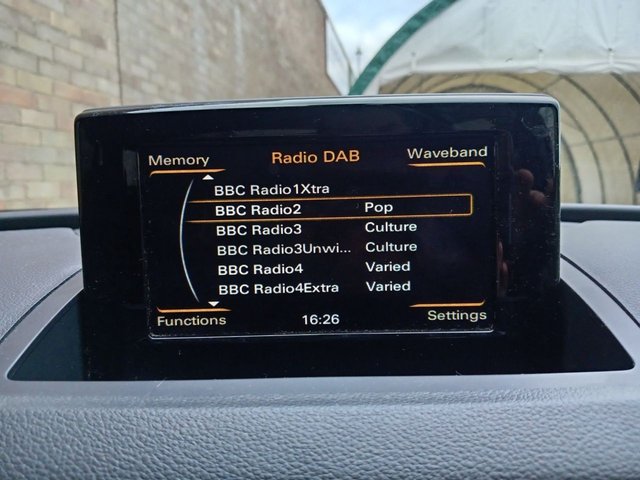 Memory Radio DAB Waveband
BBC Radio1Xtra
BBC Radio2 Pop
BBC Radio3 Culture
BBC Radio3Unwi... Culture
BBC Radio4 Varied
BBC Radio4Extra Varied
Functions 16:26 Settings